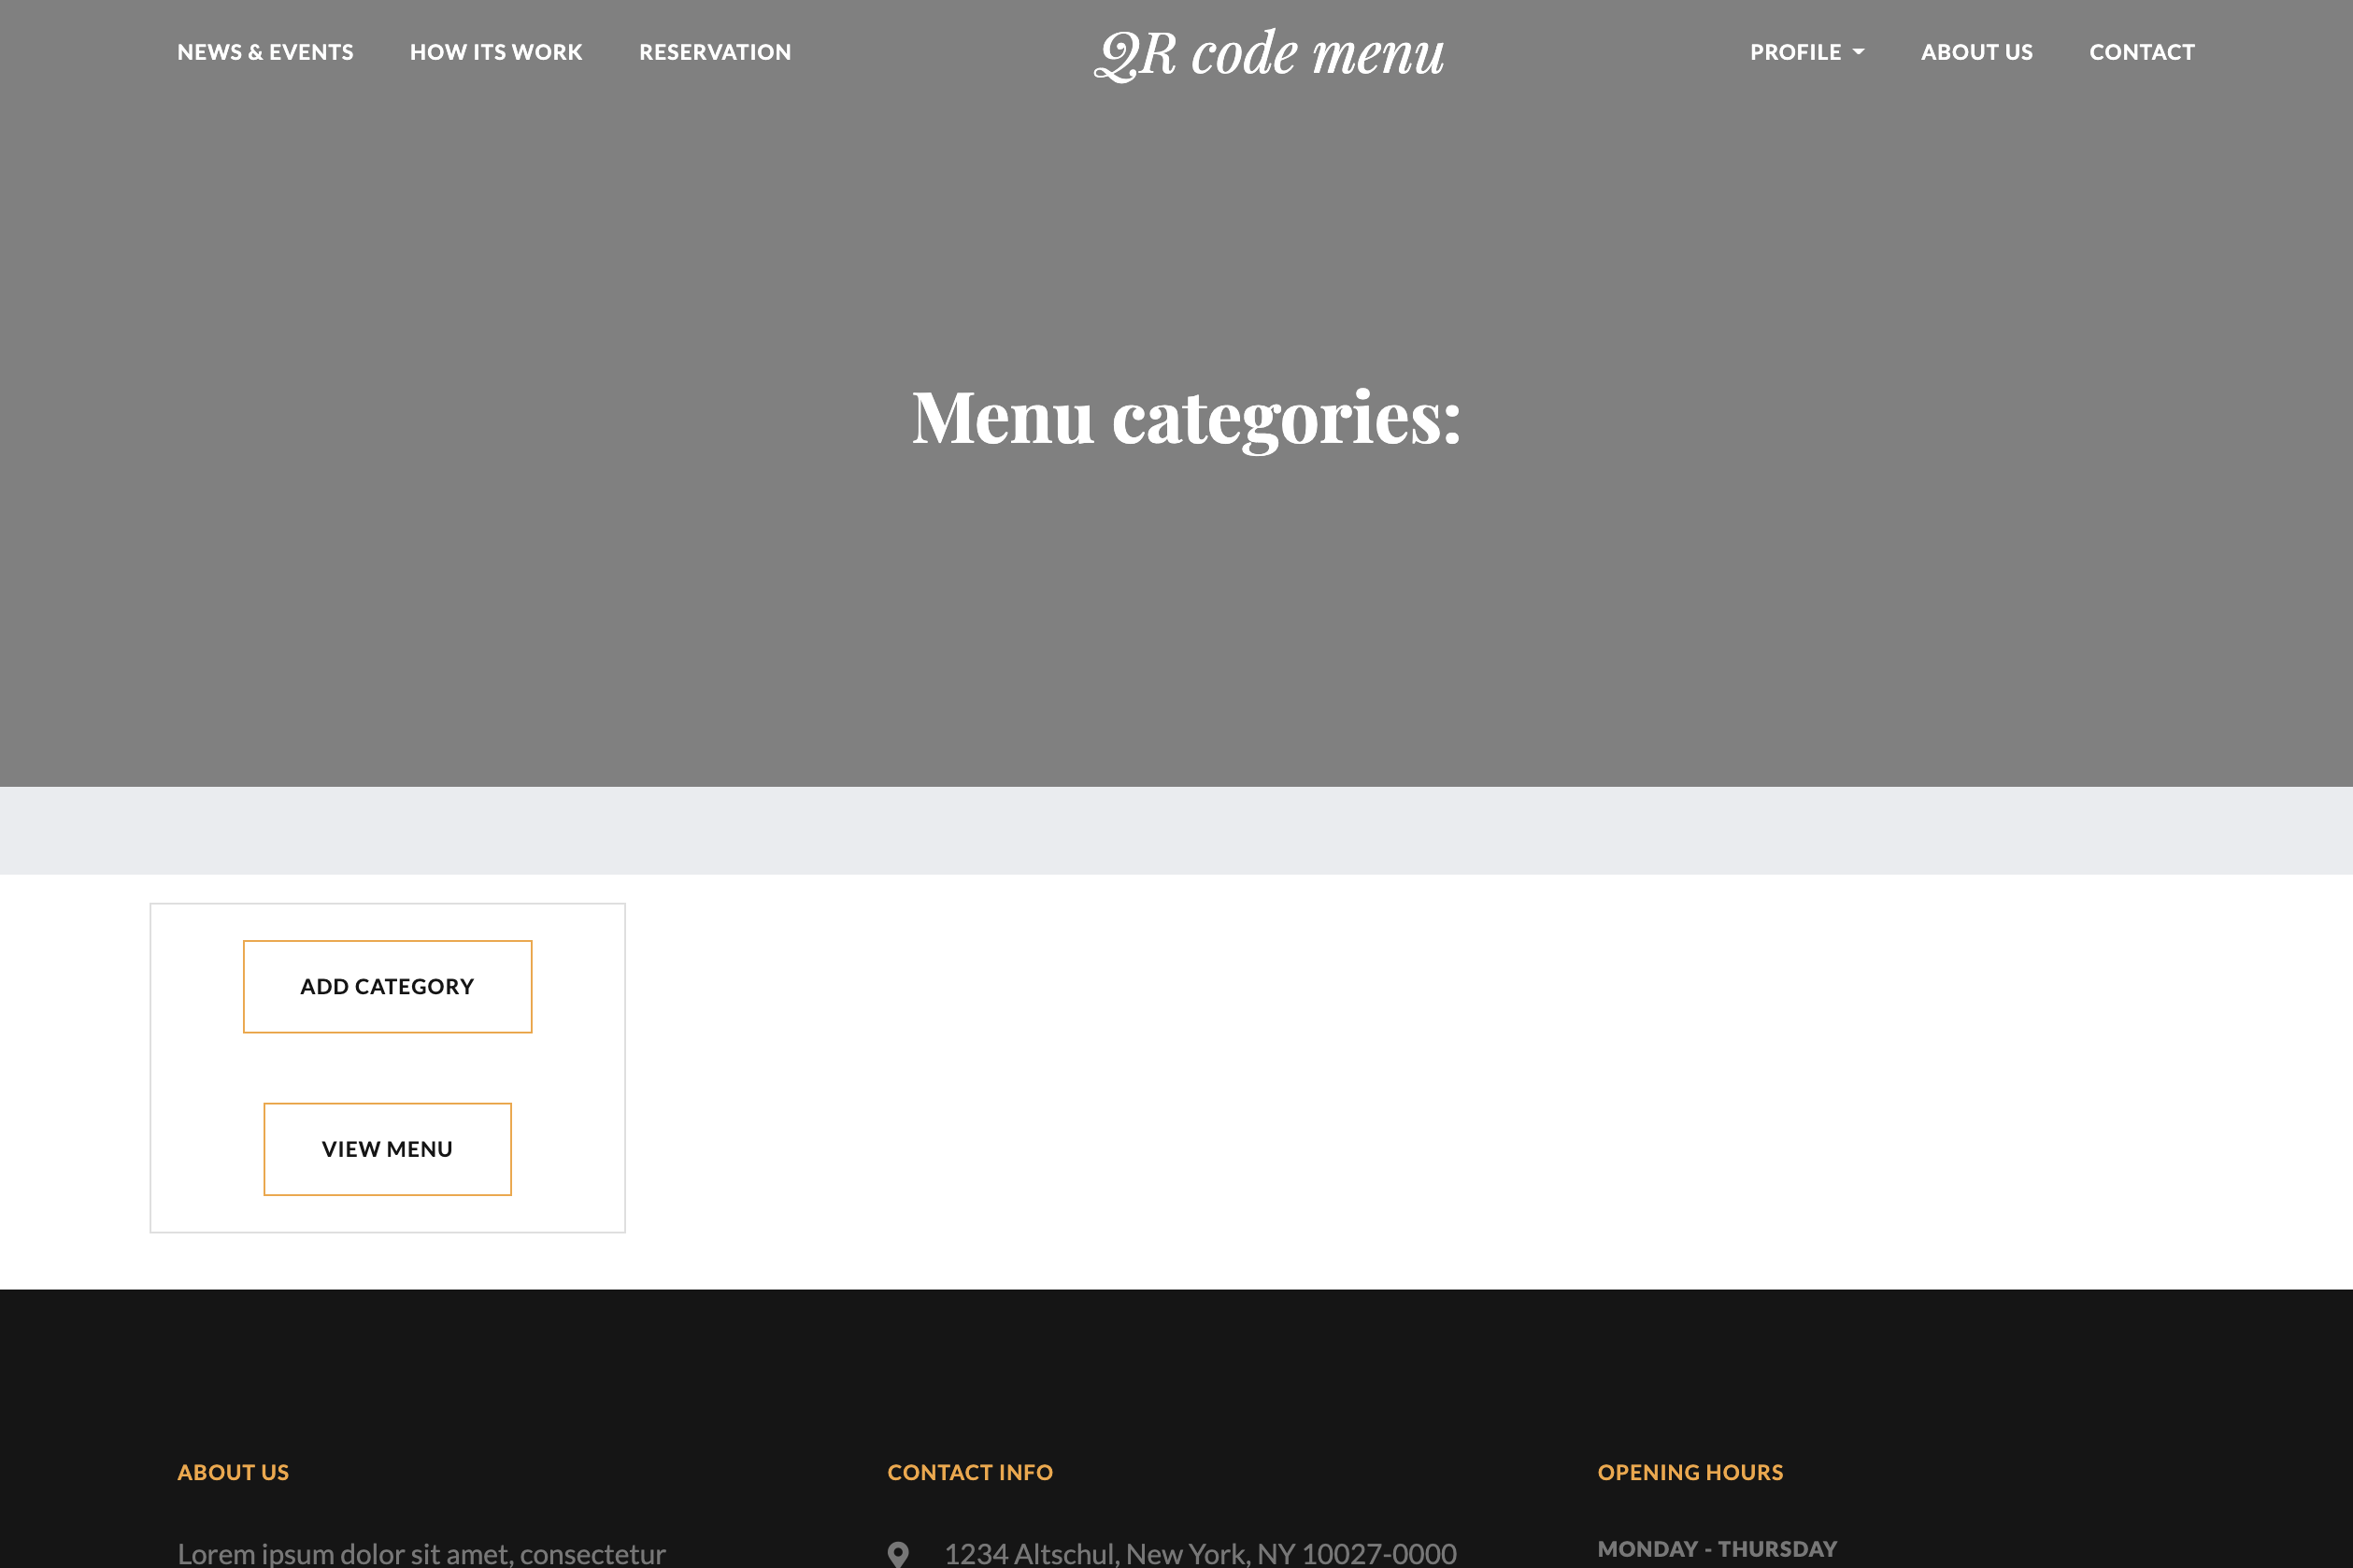 NEWS & EVENTS HOW ITS WORK RESERVATION QR code menu PROFILE ABOUT US CONTACT
Menu categories:
ADD CATEGORY
VIEW MENU
ABOUT US
CONTACT INFO
OPENING HOURS
Lorem ipsum dolor sit amet, consectetur
1234 Altschul, New York, NY 10027-0000
MONDAY - THURSDAY